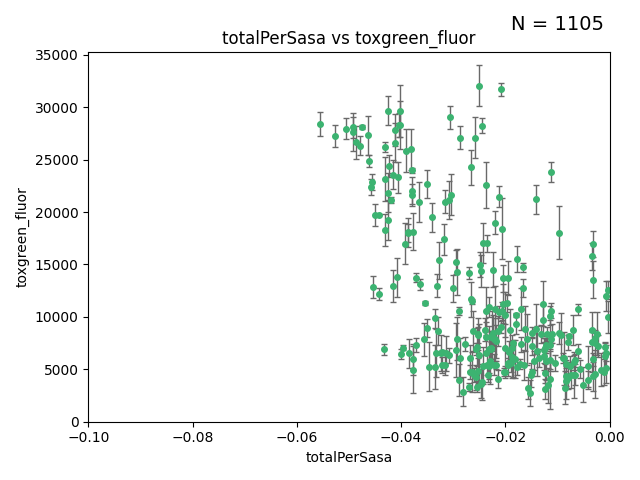 N = 1105
totalPerSasa vs toxgreen_fluor
35000
30000
25000
20000
15000
10000
5000
0
toxgreen_fluor
−0.10 −0.08 −0.06 −0.04 −0.02 0.00
totalPerSasa